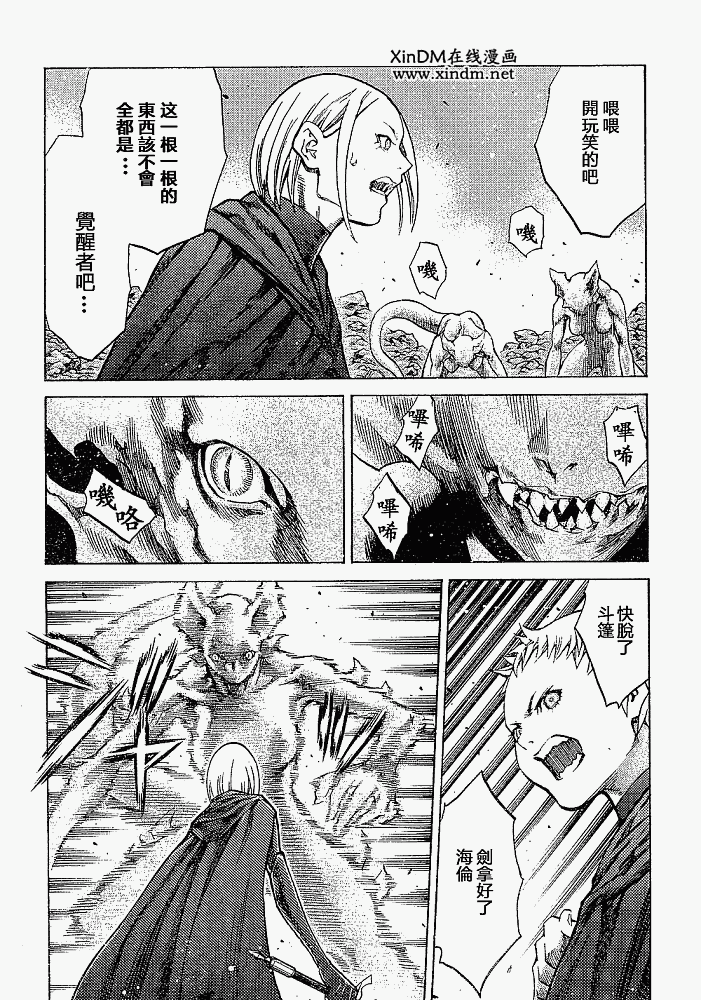 XinDM在线漫画
www.xindm.net
喂喂
開玩笑的吧
这一根一根的
東西該不會
全都是…
覺醒者吧…
嘰
嘰
嗶唏
嗶唏
嗶唏
嘰咯
快脫了
斗篷
劍拿好了
海倫